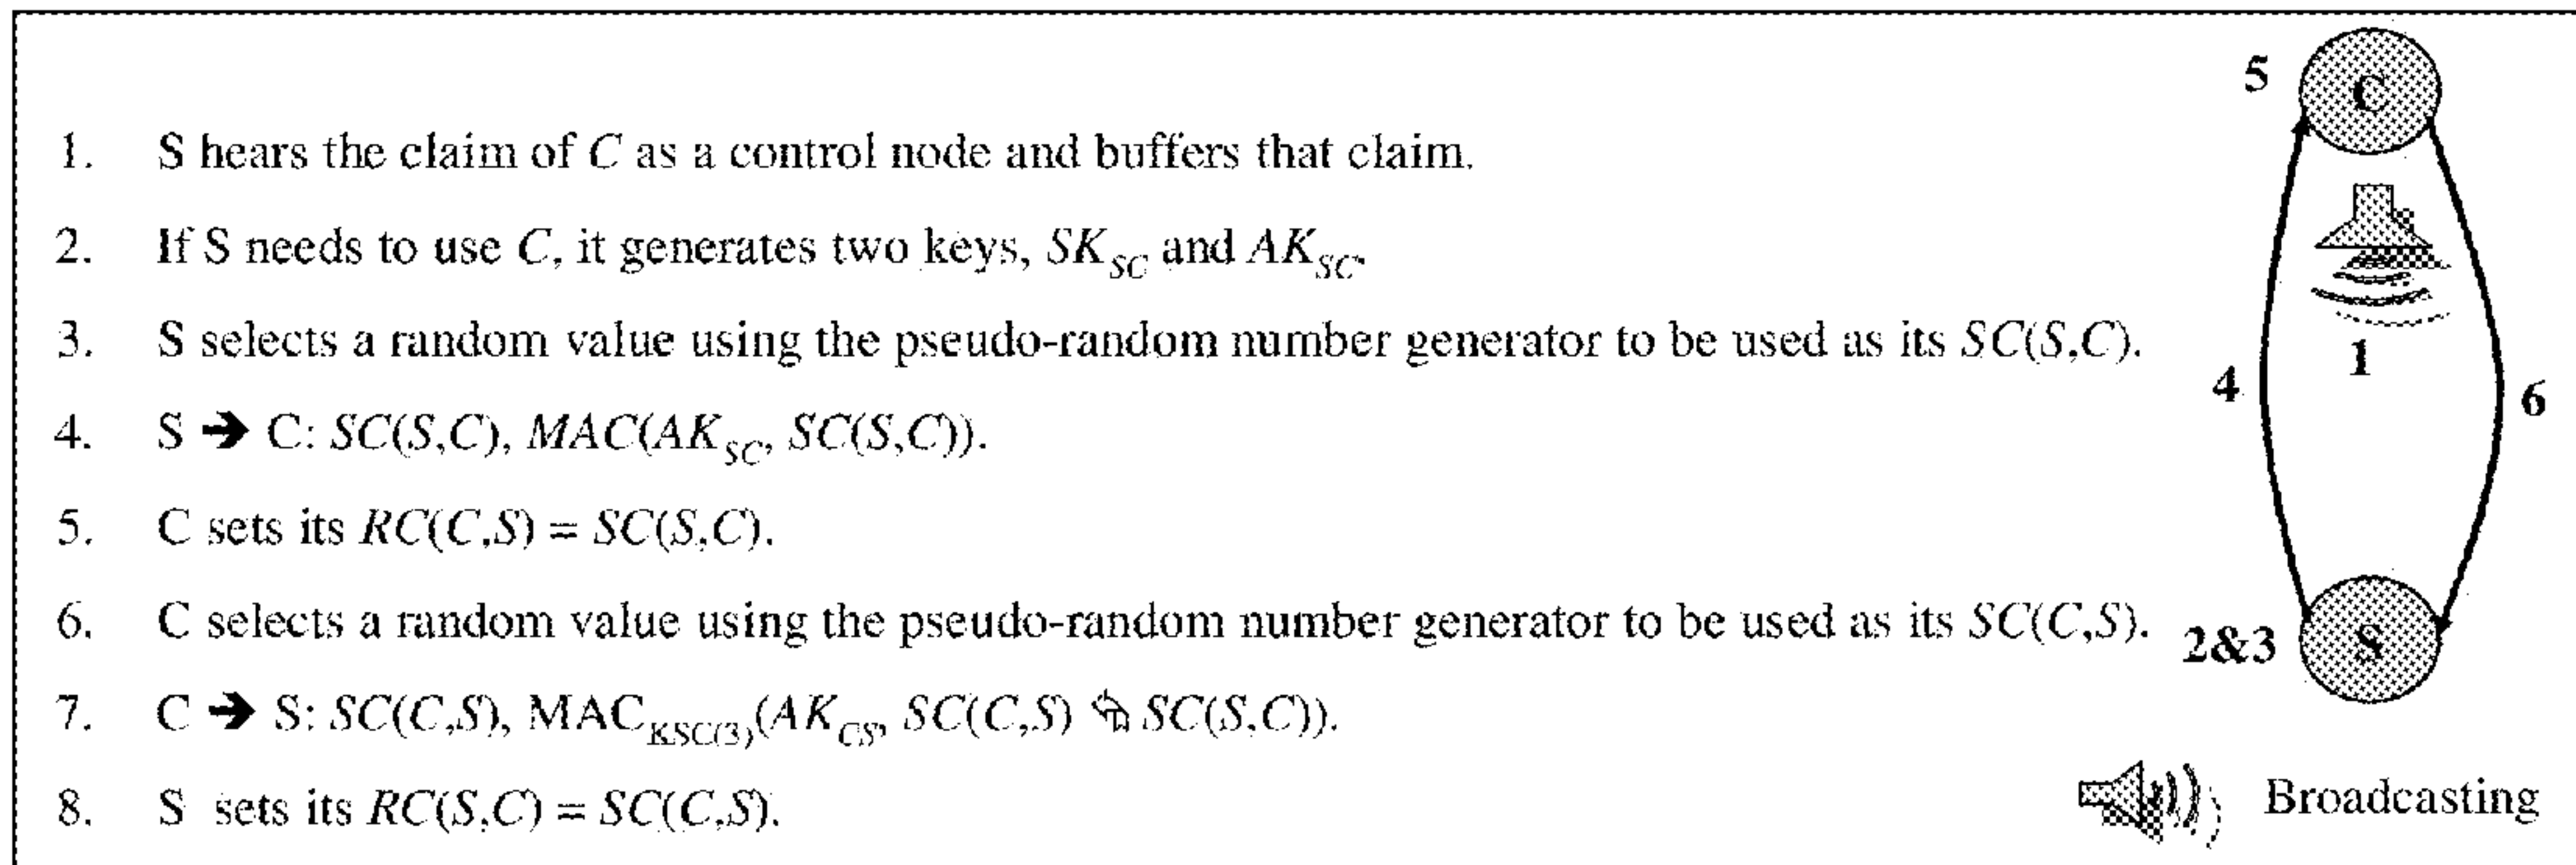 1. S hears the claim of C as a control node and buffers that claim.
2. If S needs to use C, it generates two keys, SK_SC and AK_SC.
3. S selects a random value using the pseudo-random number generator to be used as its SC(S,C).
4. S ➔ C: SC(S,C), MAC(AK_SC, SC(S,C)).
5. C sets its RC(C,S) = SC(S,C).
6. C selects a random value using the pseudo-random number generator to be used as its SC(C,S).
7. C ➔ S: SC(C,S), MAC_KSC(3)(AK_CS, SC(C,S) SC(S,C)).
8. S sets its RC(S,C) = SC(C,S).
5
C
1
4
6
2&3
S
Broadcasting